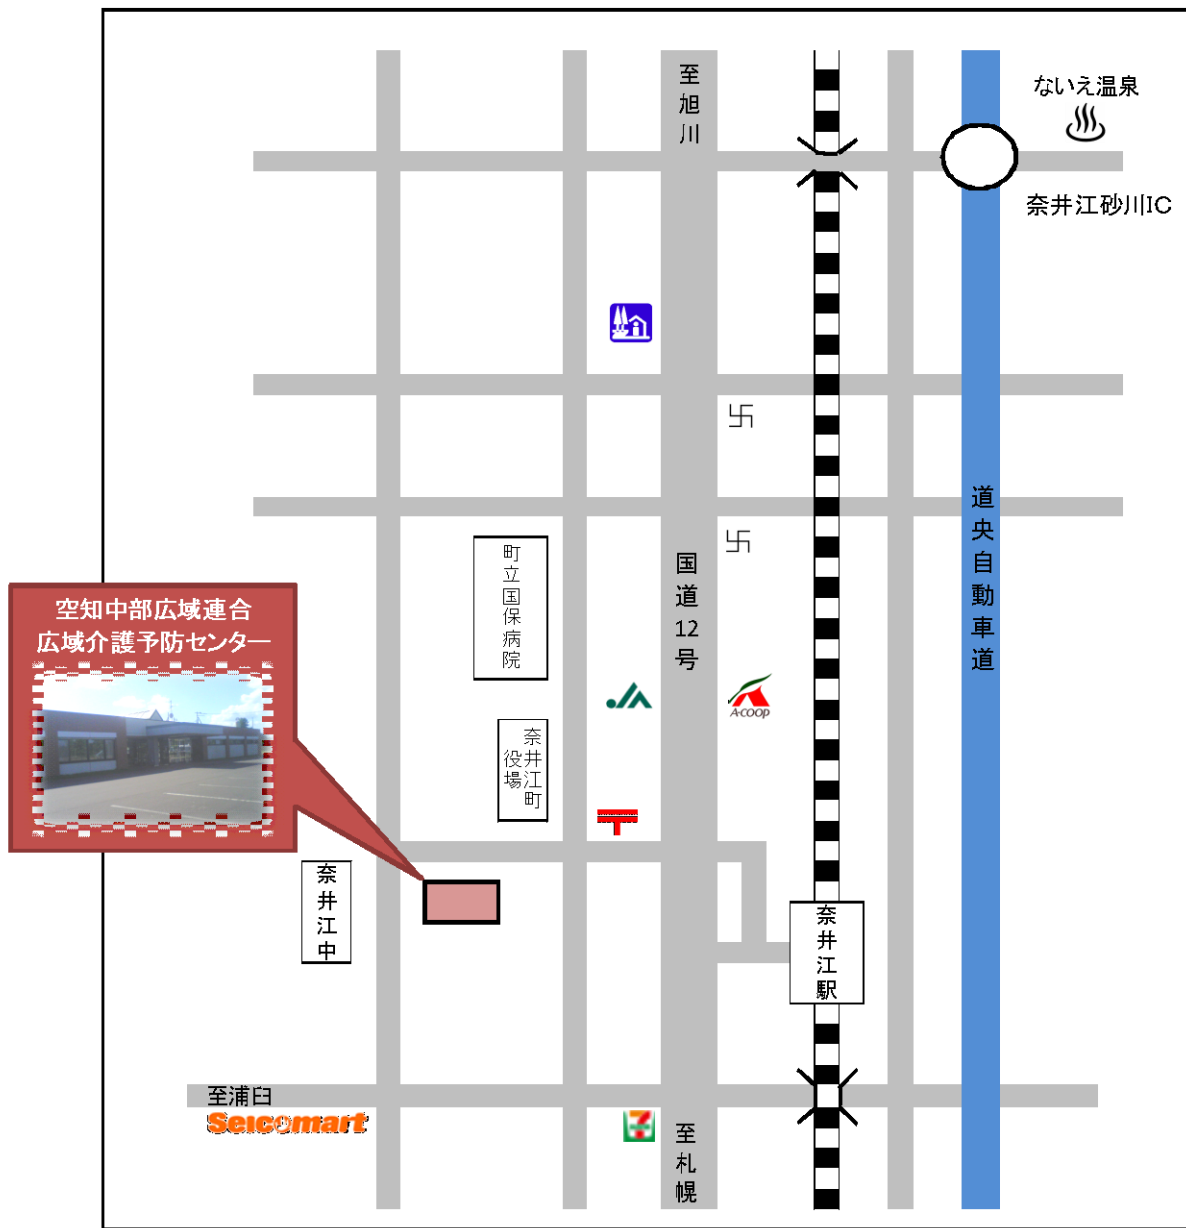 至旭川
ないえ温泉
奈井江砂川IC
道央自動車道
国道12号
町立国保病院
空知中部広域連合
広域介護予防センター
JA
A-COOP
奈井江町
役場
奈井江中
奈井江駅
至浦臼
Seicomart
7
至札幌